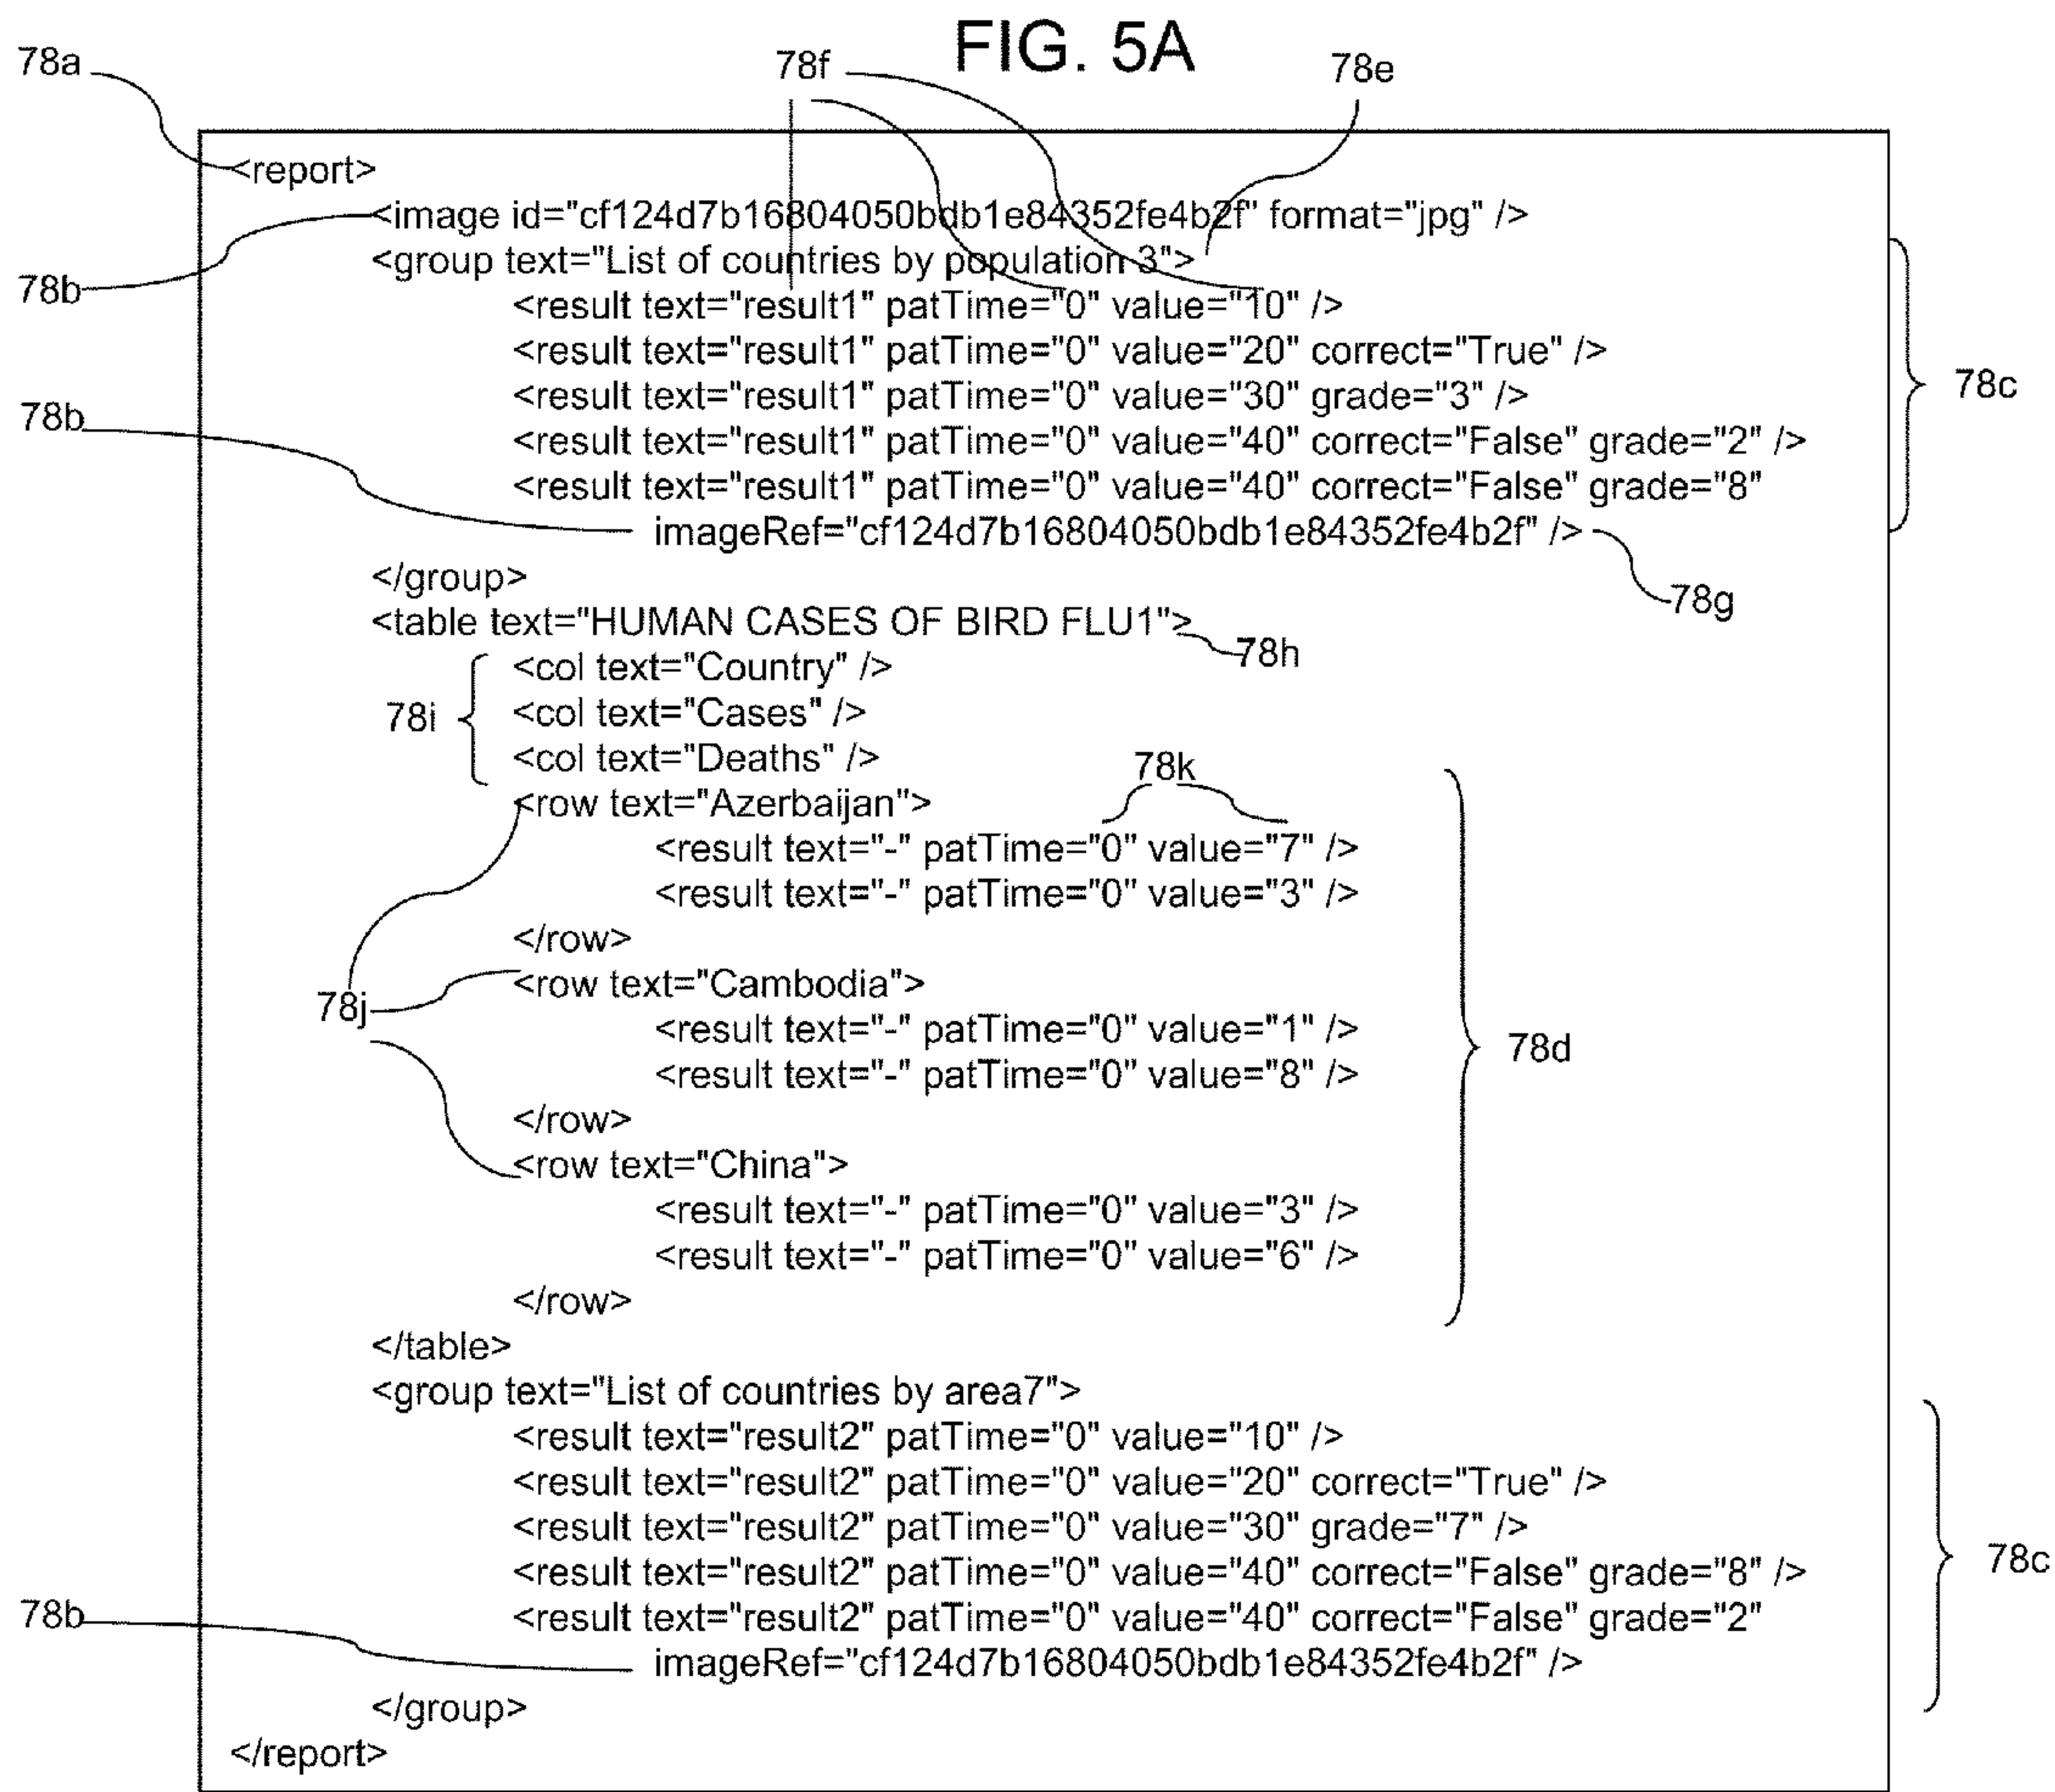 FIG. 5A
78a
78f
78e
<report>
<image id="cf124d7b16804050bdb1e84352fe4b2f" format="jpg" />
<group text="List of countries by population 3">
78b
<result text="result1" patTime="0" value="10" />
<result text="result1" patTime="0" value="20" correct="True" />
<result text="result1" patTime="0" value="30" grade="3" />
78c
78b
<result text="result1" patTime="0" value="40" correct="False" grade="2" />
<result text="result1" patTime="0" value="40" correct="False" grade="8"
imageRef="cf124d7b16804050bdb1e84352fe4b2f" />
</group>
78g
<table text="HUMAN CASES OF BIRD FLU1">
78h
<col text="Country" />
78i
<col text="Cases" />
<col text="Deaths" />
78k
<row text="Azerbaijan">
<result text="-" patTime="0" value="7" />
<result text="-" patTime="0" value="3" />
</row>
<row text="Cambodia">
78j
<result text="-" patTime="0" value="1" />
78d
<result text="-" patTime="0" value="8" />
</row>
<row text="China">
<result text="-" patTime="0" value="3" />
<result text="-" patTime="0" value="6" />
</row>
</table>
<group text="List of countries by area7">
<result text="result2" patTime="0" value="10" />
<result text="result2" patTime="0" value="20" correct="True" />
<result text="result2" patTime="0" value="30" grade="7" />
78c
<result text="result2" patTime="0" value="40" correct="False" grade="8" />
78b
<result text="result2" patTime="0" value="40" correct="False" grade="2"
imageRef="cf124d7b16804050bdb1e84352fe4b2f" />
</group>
</report>